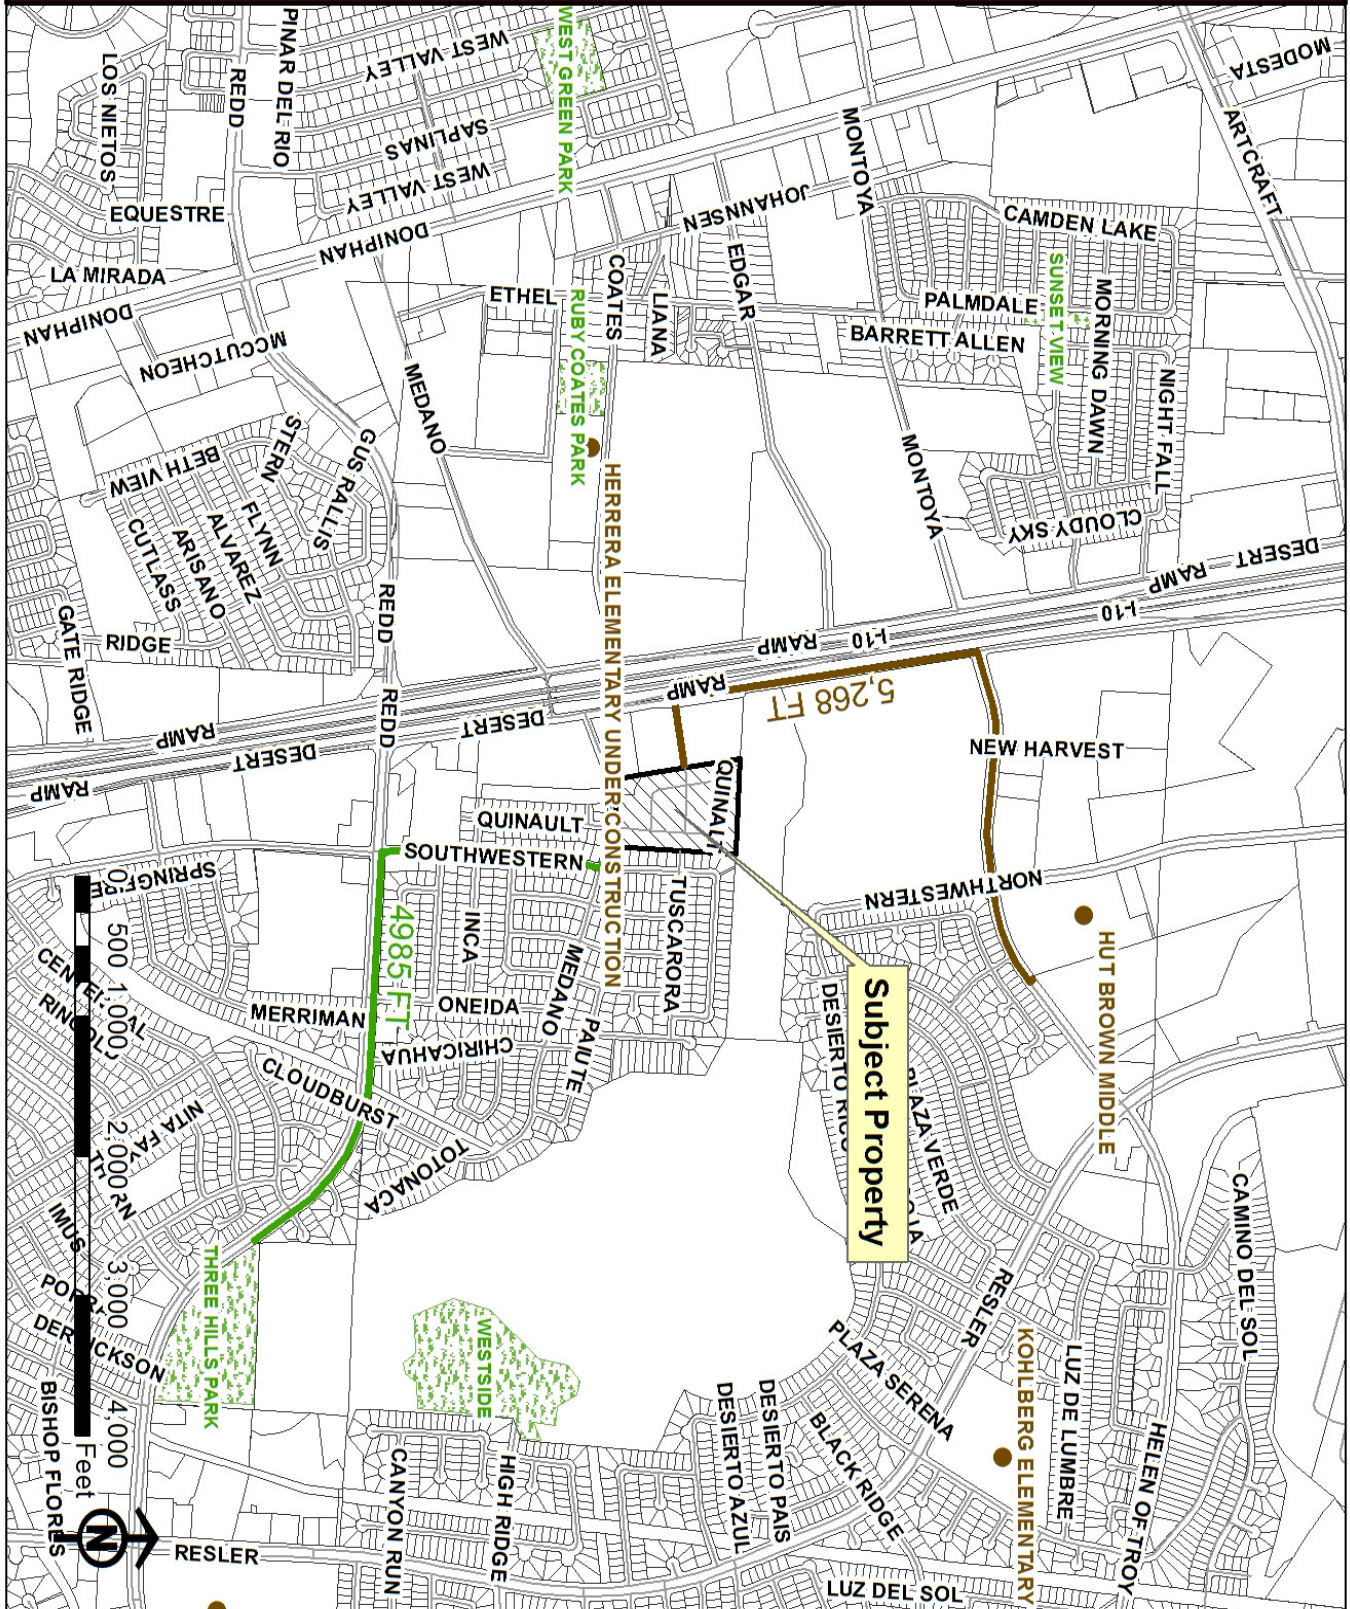 MODESTA
ARTCRAFT
PINAR DEL RIO
WEST VALLEY
WEST GREEN PARK
LOS NIETOS
REDD
SAPLINAS
WEST VALLEY
MONTOYA
JOHANNSEN
EQUESTRE
DONIPHAN
CAMDEN LAKE
LA MIRADA
DONIPHAN
ETHEL
COATES
RUBY COATES PARK
LIANA
EDGAR
PALMDALE
SUNSET VIEW
MORNING DAWN
BARRETT ALLEN
MCCUTCHEON
MEDANO
NIGHT FALL
STERN
GUS RALLIS
BETH VIEW
FLYNN
ALVAREZ
ARISANO
CUTLASS
HERRERA ELEMENTARY UNDER CONSTRUCTION
MONTOYA
CLOUDY SKY
DESERT
RAMP
I-10
GATE RIDGE
RIDGE
REDD
RAMP
I-10
REDD
RAMP
5,268 FT
RAMP
DESERT
DESERT
RAMP
NEW HARVEST
QUINALT
QUINAULT
SOUTHWESTERN
SPRINGFIRE
TUSCARORA
NORTHWESTERN
4985 FT
INCA
MEDANO
HUT BROWN MIDDLE
Subject Property
MERRIMAN
ONEIDA
CHIRICAHUA
PAIUTE
CLOUDBURST
TOTONACA
PLAZA VERDE
NITA FAY
IMUS
THREE HILLS PARK
WESTSIDE
CAMINO DEL SOL
RESLER
PLAZA SERENA
KOHLBERG ELEMENTARY
LUZ DE LUMBRE
HELEN OF TROY
DESIERTO PAIS
DESIERTO AZUL
BLACK RIDGE
CANYON RUN
HIGH RIDGE
BISHOP FLORES
RESLER
LUZ DEL SOL
0 500 1,000 2,000 3,000 4,000
Feet
N